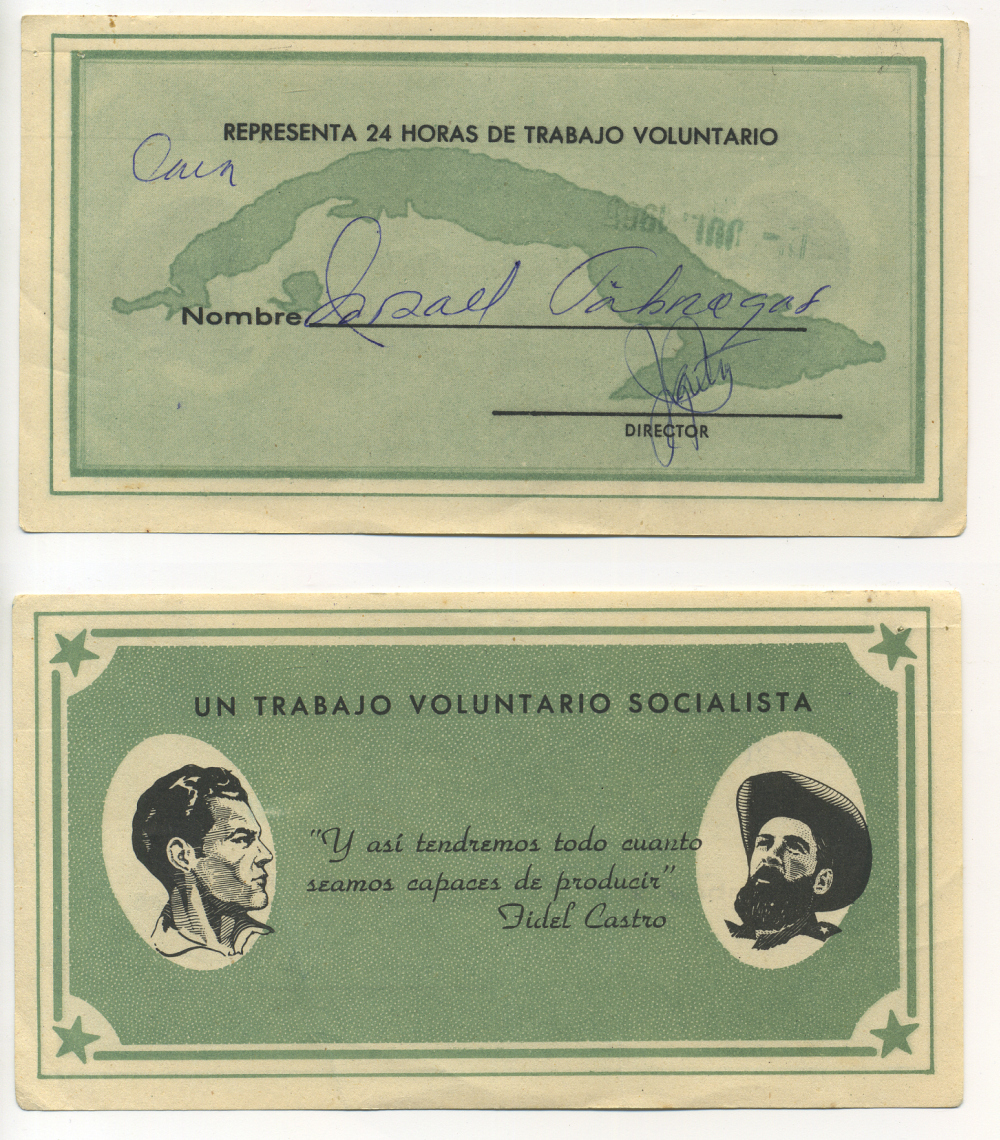 REPRESENTA 24 HORAS DE TRABAJO VOLUNTARIO
Nombre
DIRECTOR
UN TRABAJO VOLUNTARIO SOCIALISTA
"Y así tendremos todo cuanto
seamos capaces de producir"
Fidel Castro